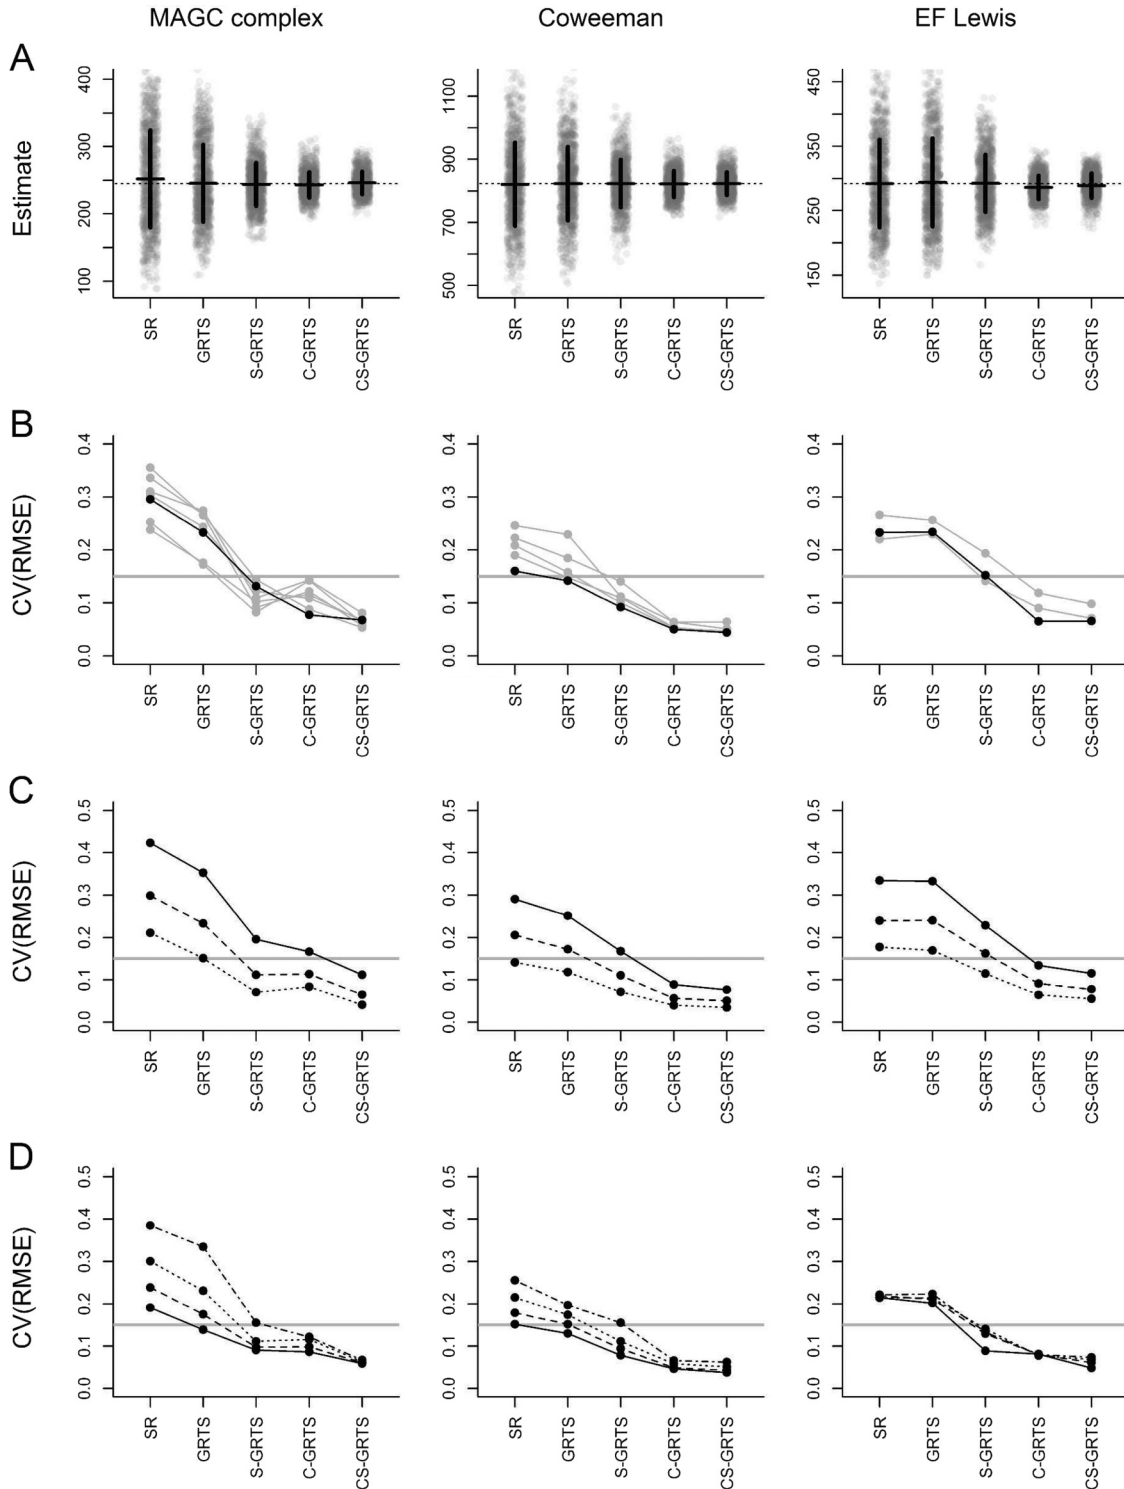 MAGC complex
Coweeman
EF Lewis
A
Estimate
400
300
200
100
SR
GRTS
S-GRTS
C-GRTS
CS-GRTS
1100
900
700
500
SR
GRTS
S-GRTS
C-GRTS
CS-GRTS
450
350
250
150
SR
GRTS
S-GRTS
C-GRTS
CS-GRTS
B
CV(RMSE)
0.4
0.3
0.2
0.1
0.0
SR
GRTS
S-GRTS
C-GRTS
CS-GRTS
0.4
0.3
0.2
0.1
0.0
SR
GRTS
S-GRTS
C-GRTS
CS-GRTS
0.4
0.3
0.2
0.1
0.0
SR
GRTS
S-GRTS
C-GRTS
CS-GRTS
C
CV(RMSE)
0.5
0.4
0.3
0.2
0.1
0.0
SR
GRTS
S-GRTS
C-GRTS
CS-GRTS
0.5
0.4
0.3
0.2
0.1
0.0
SR
GRTS
S-GRTS
C-GRTS
CS-GRTS
0.5
0.4
0.3
0.2
0.1
0.0
SR
GRTS
S-GRTS
C-GRTS
CS-GRTS
D
CV(RMSE)
0.5
0.4
0.3
0.2
0.1
0.0
SR
GRTS
S-GRTS
C-GRTS
CS-GRTS
0.5
0.4
0.3
0.2
0.1
0.0
SR
GRTS
S-GRTS
C-GRTS
CS-GRTS
0.5
0.4
0.3
0.2
0.1
0.0
SR
GRTS
S-GRTS
C-GRTS
CS-GRTS